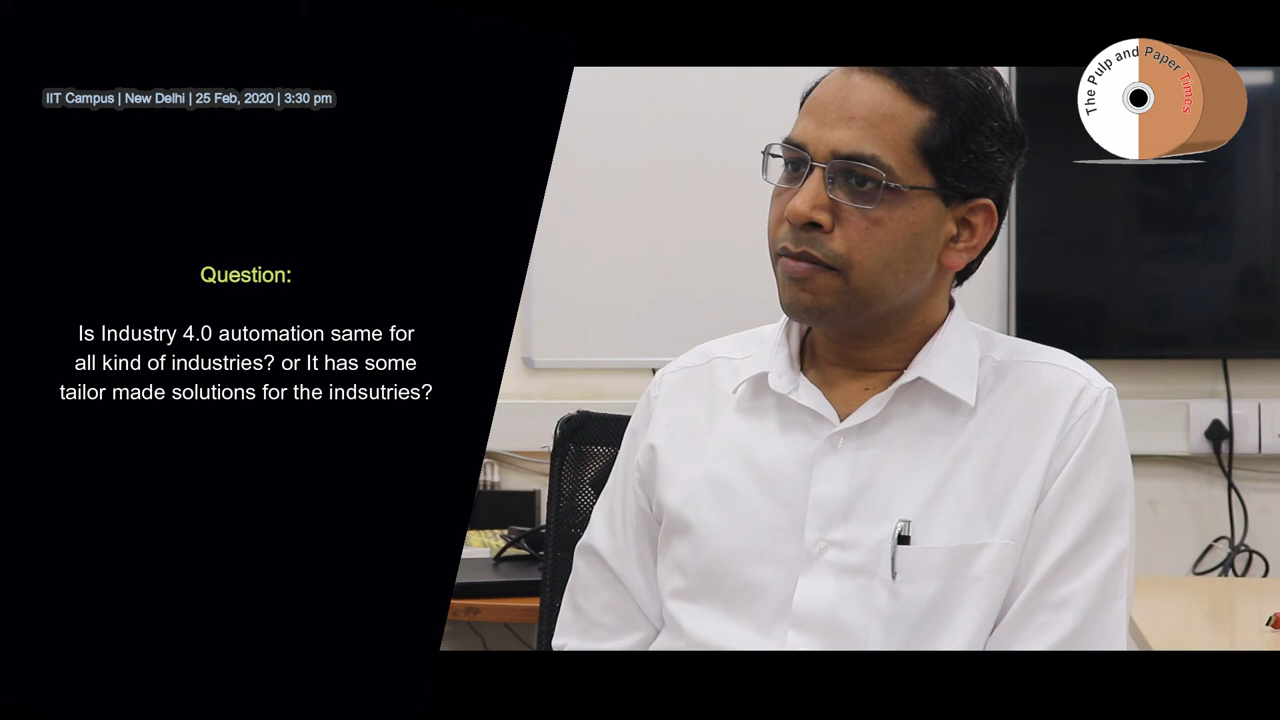 IIT Campus | New Delhi | 25 Feb, 2020 | 3:30 pm
The Pulp and Paper Times
Question:
Is Industry 4.0 automation same for
all kind of industries? or It has some
tailor made solutions for the indsutries?